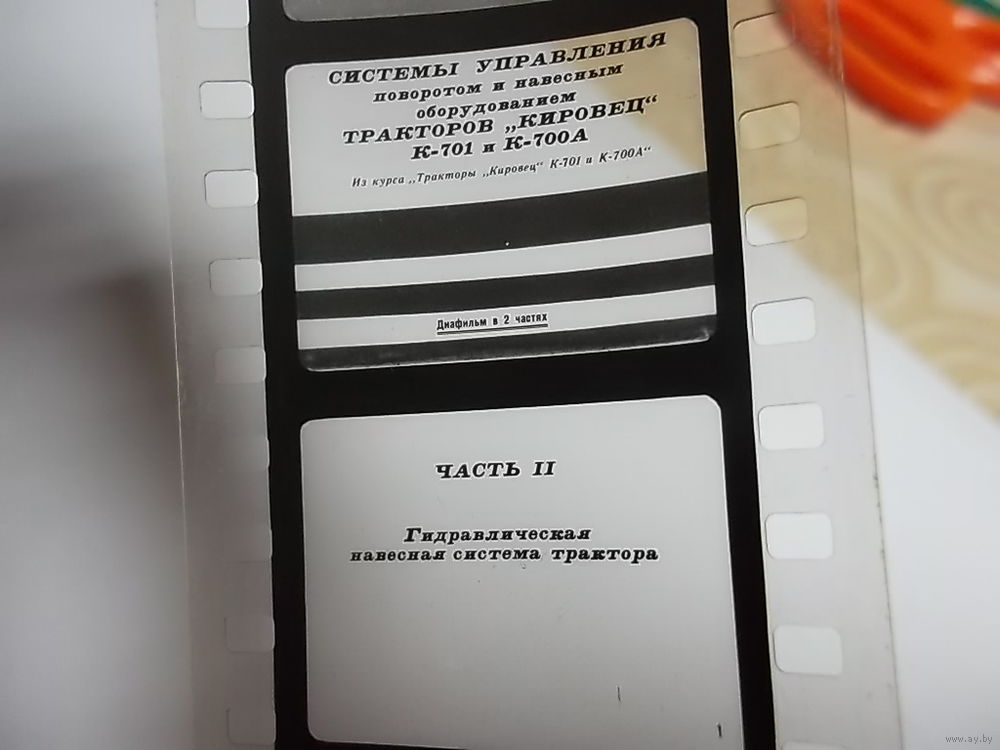 СИСТЕМЫ УПРАВЛЕНИЯ
поворотом и навесным
оборудованием
ТРАКТОРОВ „КИРОВЕЦ“
К-701 и К-700А
Из курса „Тракторы „Кировец“ К-701 и К-700А“
Диафильм в 2 частях
ЧАСТЬ II
Гидравлическая
навесная система трактора
www.ay.by